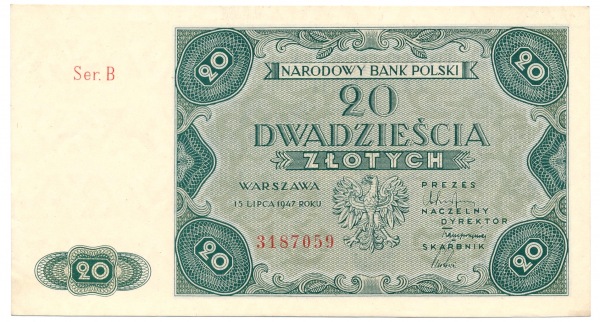 Ser. B
20
20
NARODOWY BANK POLSKI
20
DWADZIEŚCIA
ZŁOTYCH
WARSZAWA
15 LIPCA 1947 ROKU
PREZES
NACZELNY
DYREKTOR
SKARBNIK
3187059
20
20
20